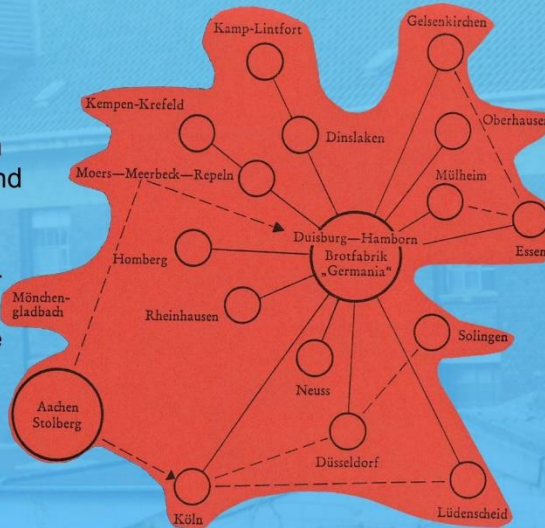 Kamp-Lintfort
Gelsenkirchen
Kempen-Krefeld
Oberhausen
Dinslaken
nd
Moers—Meerbeck—Repeln
Mülheim
Duisburg—Hamborn
Brotfabrik
„Germania“
Essen
Homberg
Mönchen-
gladbach
Rheinhausen
Solingen
Neuss
Aachen
Stolberg
Düsseldorf
Köln
Lüdenscheid